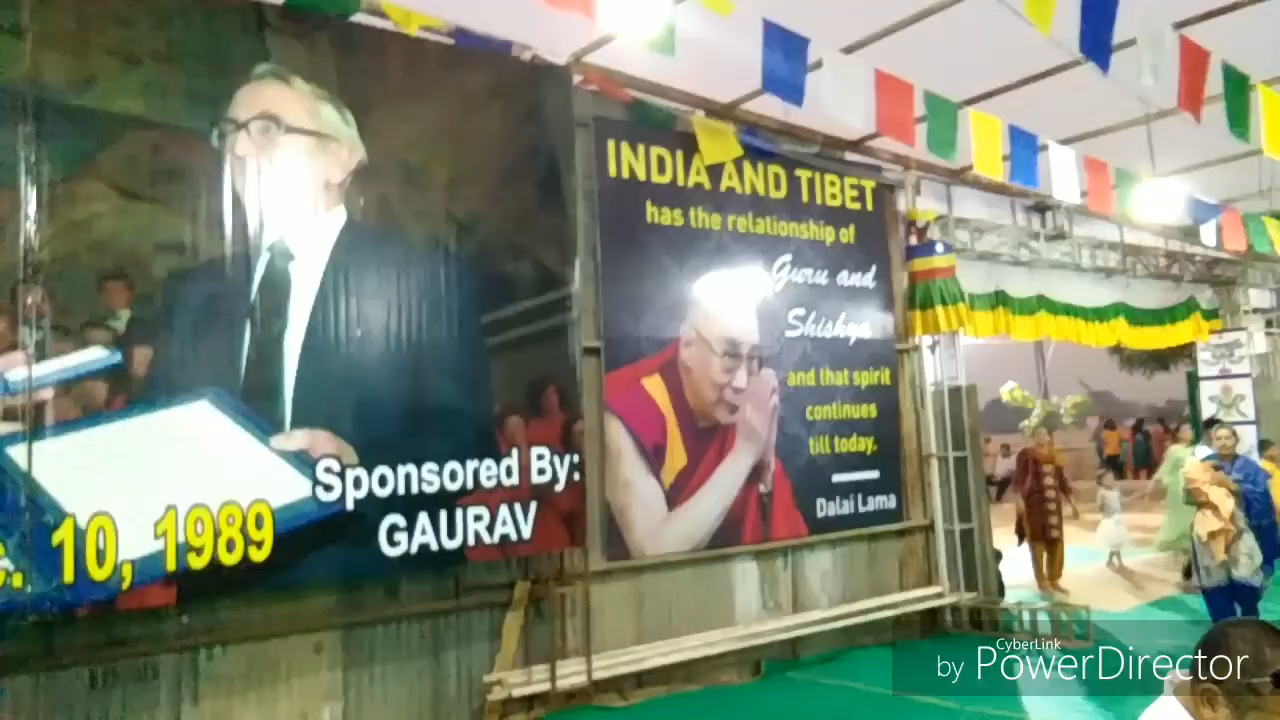 c. 10, 1989
Sponsored By:
GAURAV
INDIA AND TIBET
has the relationship of
Guru and
Shishya
and that spirit
continues
till today.
Dalai Lama
CyberLink
by PowerDirector